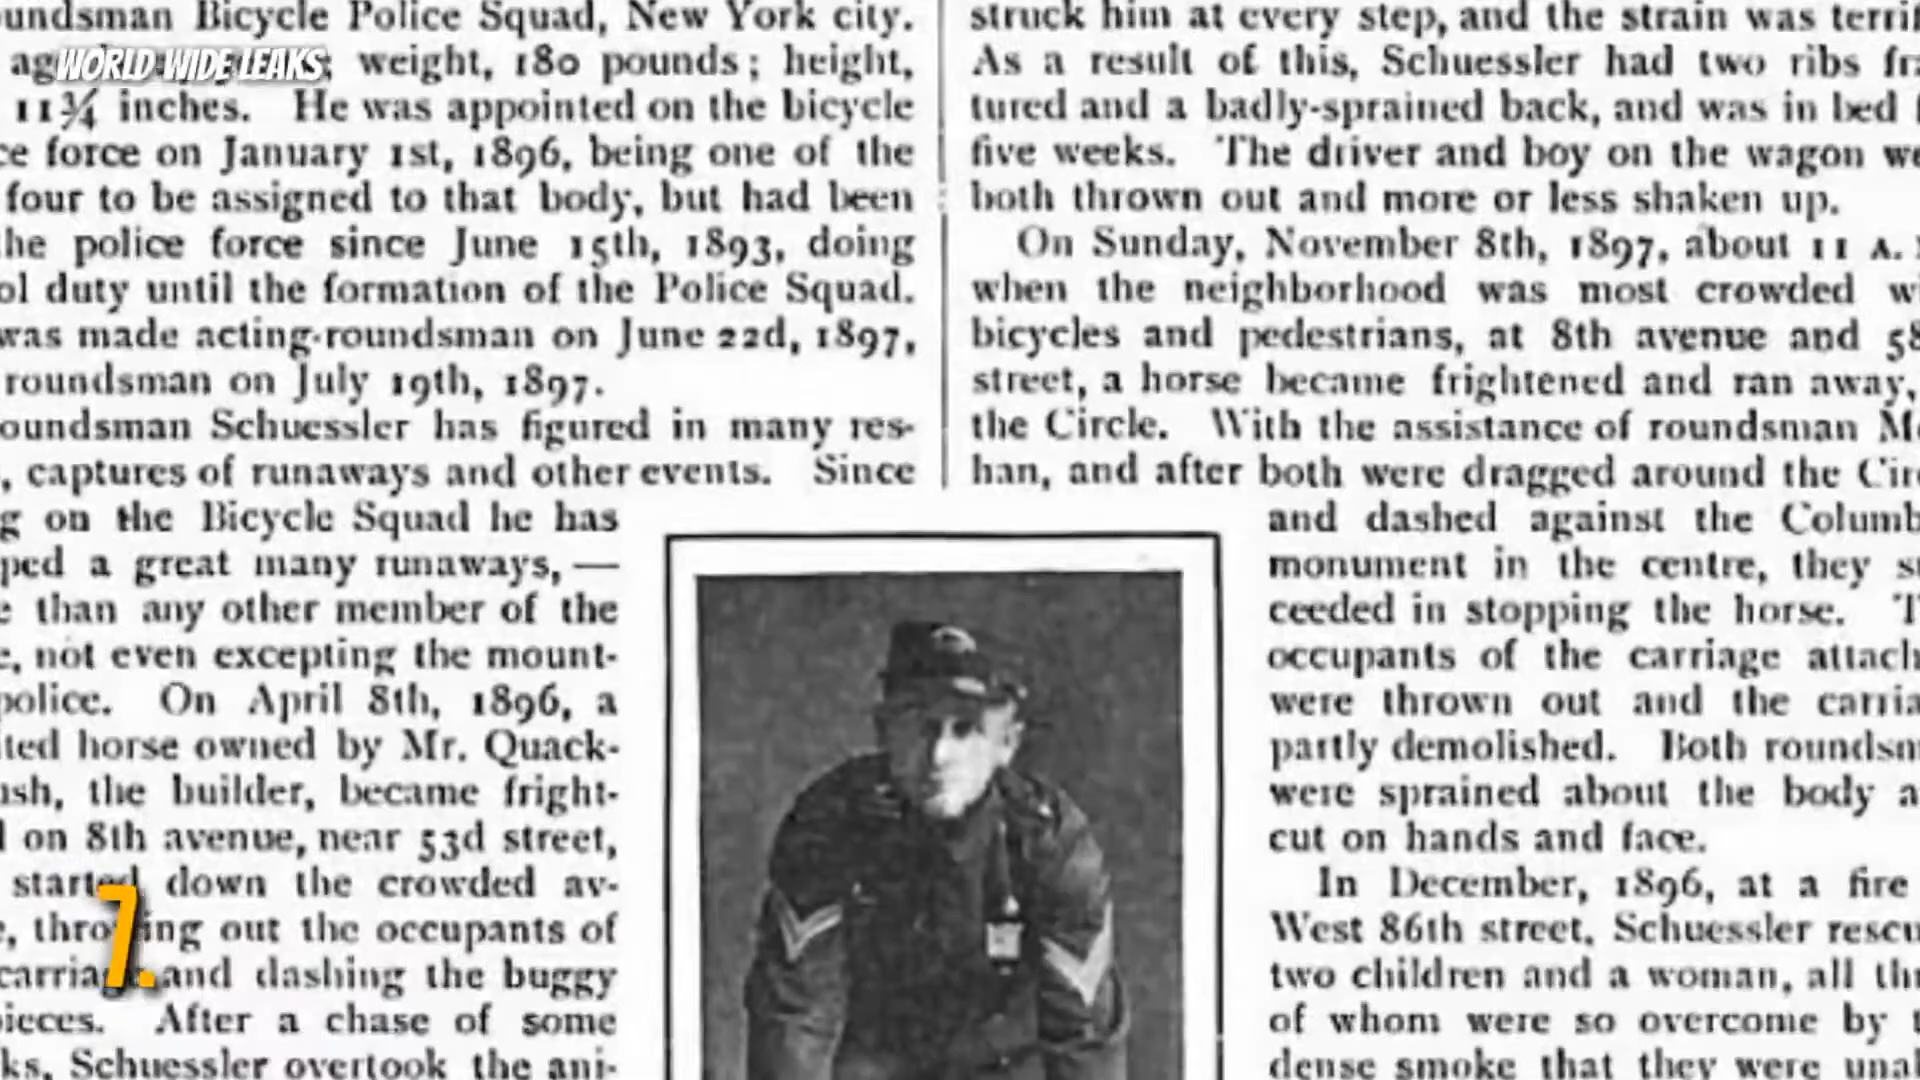 WORLD WIDE LEAKS
oundsman Bicycle Police Squad, New York city.
weight, 180 pounds; height,
11¾ inches. He was appointed on the bicycle
ce force on January 1st, 1896, being one of the
four to be assigned to that body, but had been
he police force since June 15th, 1893, doing
ol duty until the formation of the Police Squad.
was made acting-roundsman on June 22d, 1897,
roundsman on July 19th, 1897.
oundsman Schuessler has figured in many res-
, captures of runaways and other events. Since
g on the Bicycle Squad he has
ped a great many runaways,—
e than any other member of the
e, not even excepting the mount-
police. On April 8th, 1896, a
ited horse owned by Mr. Quack-
ush, the builder, became fright-
d on 8th avenue, near 53d street,
started down the crowded av-
e, throwing out the occupants of
carriage and dashing the buggy
pieces. After a chase of some
ks, Schuessler overtook the ani-
7.
struck him at every step, and the strain was terrif
As a result of this, Schuessler had two ribs fra
tured and a badly-sprained back, and was in bed f
five weeks. The driver and boy on the wagon we
both thrown out and more or less shaken up.
On Sunday, November 8th, 1897, about 11 A.
when the neighborhood was most crowded wi
bicycles and pedestrians, at 8th avenue and 58
street, a horse became frightened and ran away,
the Circle. With the assistance of roundsman Me
han, and after both were dragged around the Circ
and dashed against the Columb
monument in the centre, they su
ceeded in stopping the horse. T
occupants of the carriage attach
were thrown out and the carria
partly demolished. Both roundsm
were sprained about the body a
cut on hands and face.
In December, 1896, at a fire
West 86th street, Schuessler rescu
two children and a woman, all thr
of whom were so overcome by t
dense smoke that they were unal